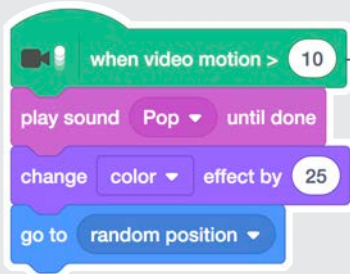 when video motion > 10
play sound Pop until done
change color effect by 25
go to random position